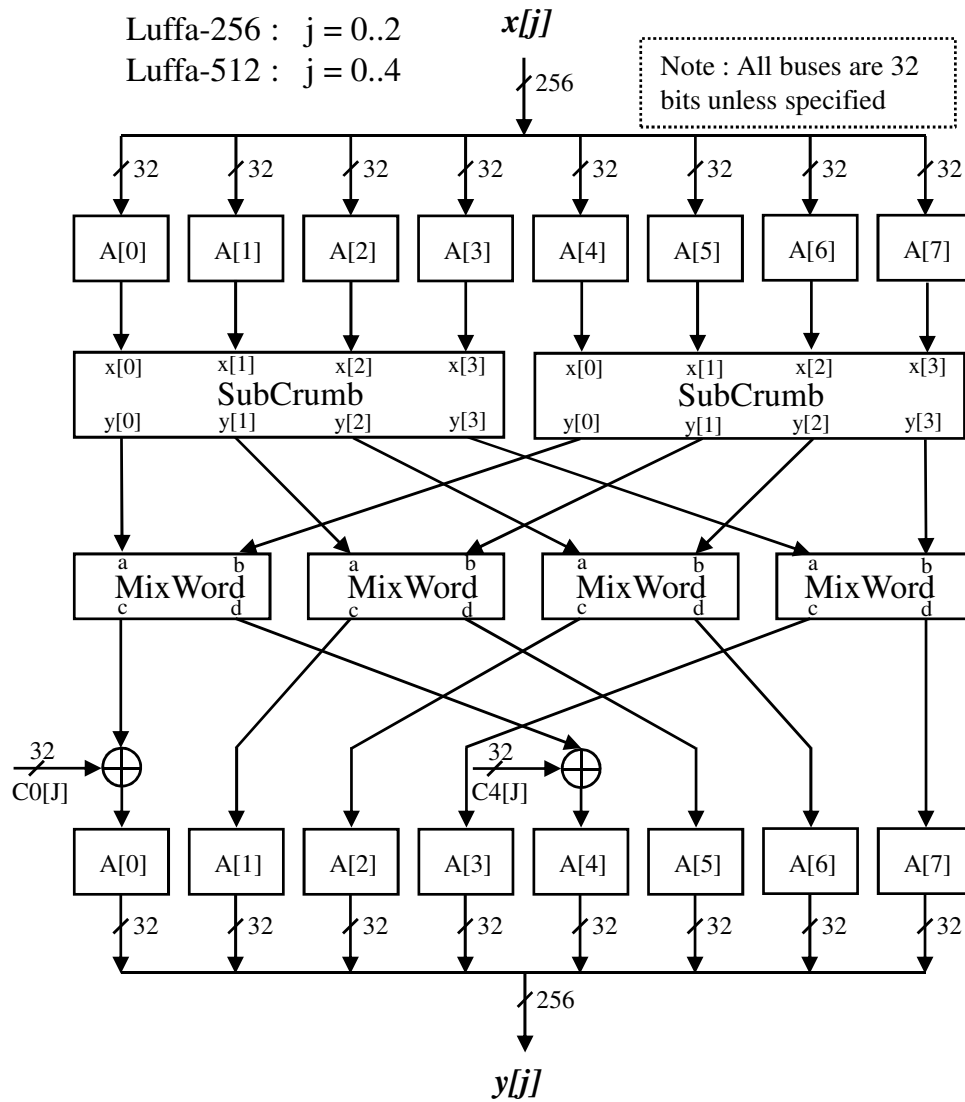 Luffa-256 : j = 0..2
x[j]
Luffa-512 : j = 0..4
Note : All buses are 32
bits unless specified
256
32 32 32 32 32 32 32 32
A[0] A[1] A[2] A[3] A[4] A[5] A[6] A[7]
x[0] x[1] x[2] x[3] x[0] x[1] x[2] x[3]
SubCrumb SubCrumb
y[0] y[1] y[2] y[3] y[0] y[1] y[2] y[3]
a b a b a b a b
MixWord MixWord MixWord MixWord
c d c d c d c d
32 32
C0[J] C4[J]
A[0] A[1] A[2] A[3] A[4] A[5] A[6] A[7]
32 32 32 32 32 32 32 32
256
y[j]